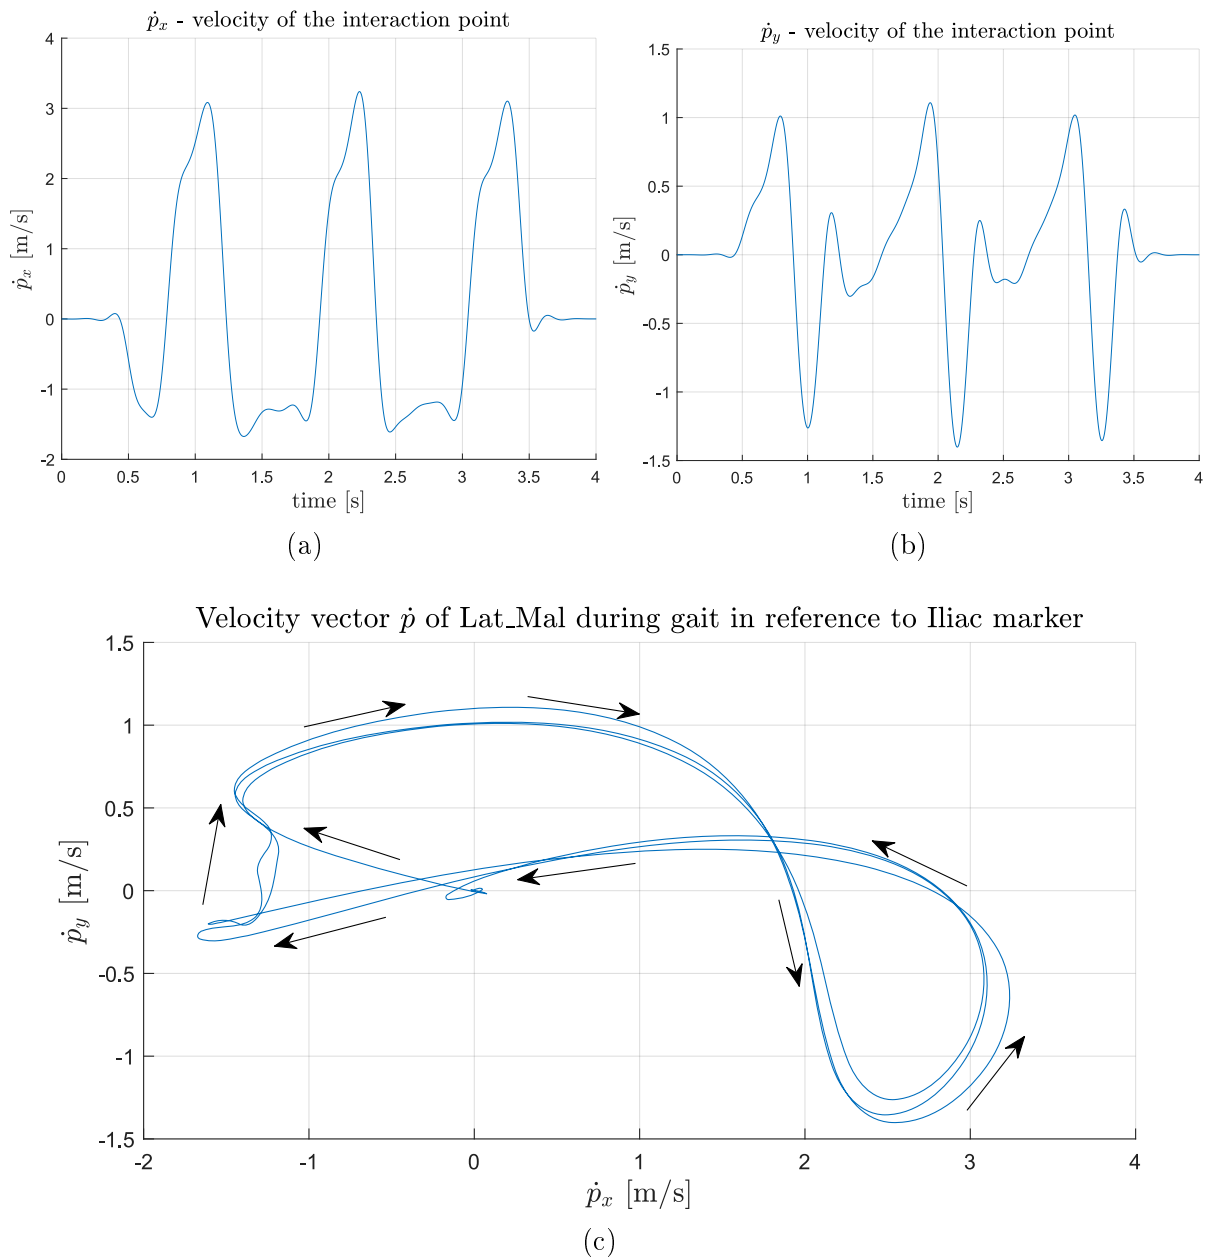 ṗₓ - velocity of the interaction point
4
3
2
1
0
-1
-2
ṗₓ [m/s]
0 0.5 1 1.5 2 2.5 3 3.5 4
time [s]
(a)
ṗᵧ - velocity of the interaction point
1.5
1
0.5
0
-0.5
-1
-1.5
ṗᵧ [m/s]
0 0.5 1 1.5 2 2.5 3 3.5 4
time [s]
(b)
Velocity vector ṗ of Lat_Mal during gait in reference to Iliac marker
1.5
1
0.5
0
-0.5
-1
-1.5
ṗᵧ [m/s]
-2 -1 0 1 2 3 4
ṗₓ [m/s]
(c)